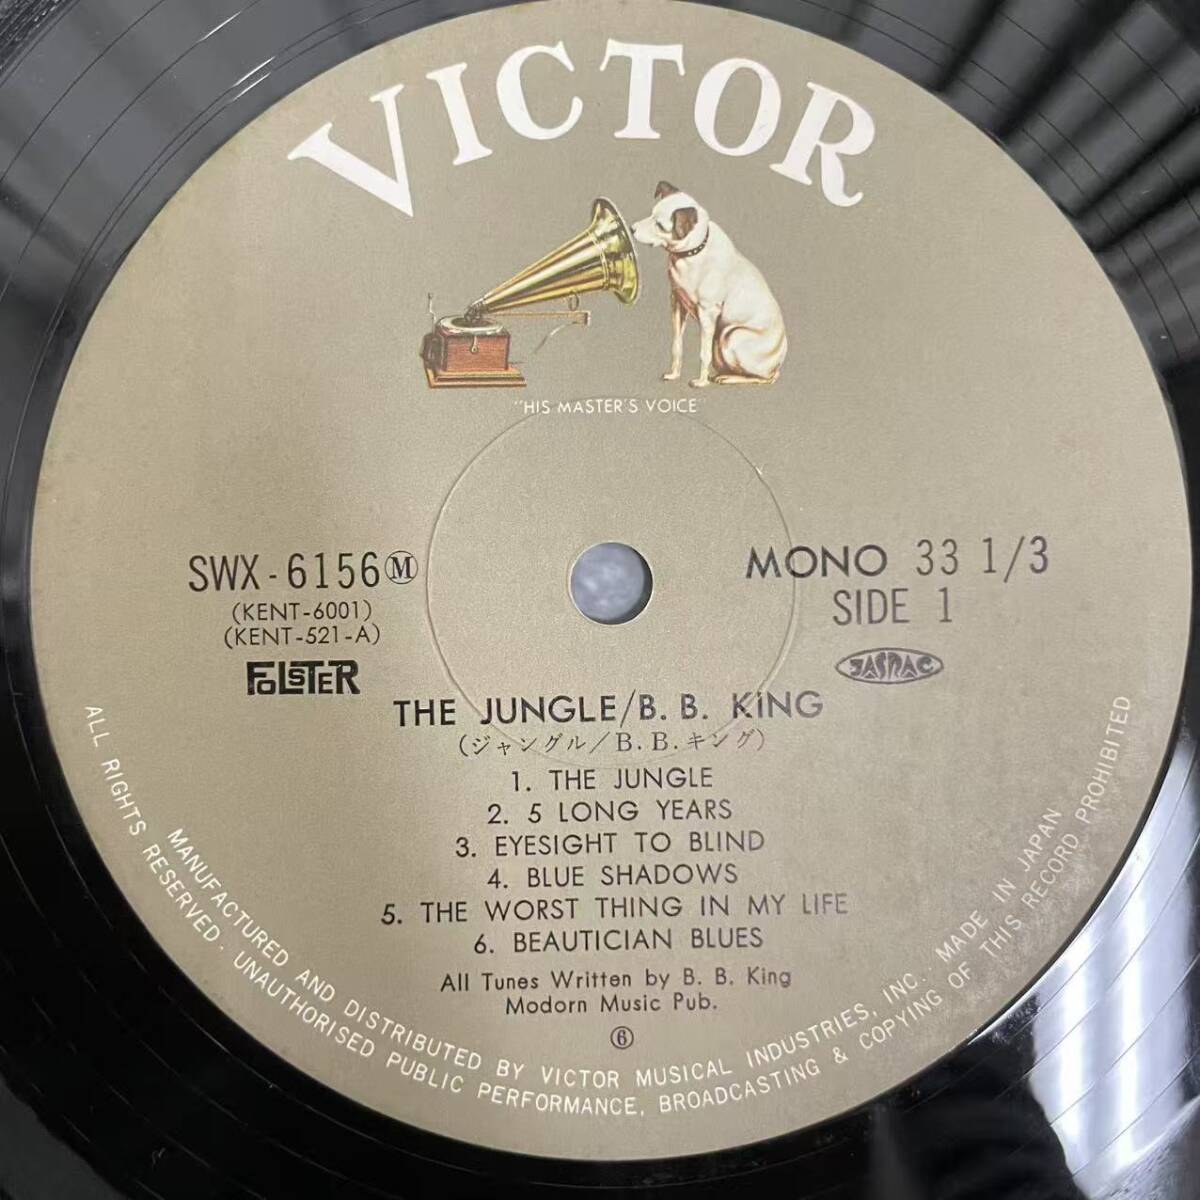 VICTOR
"HIS MASTER'S VOICE"
SWX-6156Ⓜ
(KENT-6001)
(KENT-521-A)
FOLSTER
MONO 33 1/3
SIDE 1
JASRAC
THE JUNGLE/B. B. KING
(ジャングル/B.B.キング)
1. THE JUNGLE
2. 5 LONG YEARS
3. EYESIGHT TO BLIND
4. BLUE SHADOWS
5. THE WORST THING IN MY LIFE
6. BEAUTICIAN BLUES
All Tunes Written by B. B. King
Modorn Music Pub.
⑥
MANUFACTURED AND DISTRIBUTED BY VICTOR MUSICAL INDUSTRIES, INC. MADE IN JAPAN
ALL RIGHTS RESERVED. UNAUTHORISED PUBLIC PERFORMANCE, BROADCASTING & COPYING OF THIS RECORD PROHIBITED